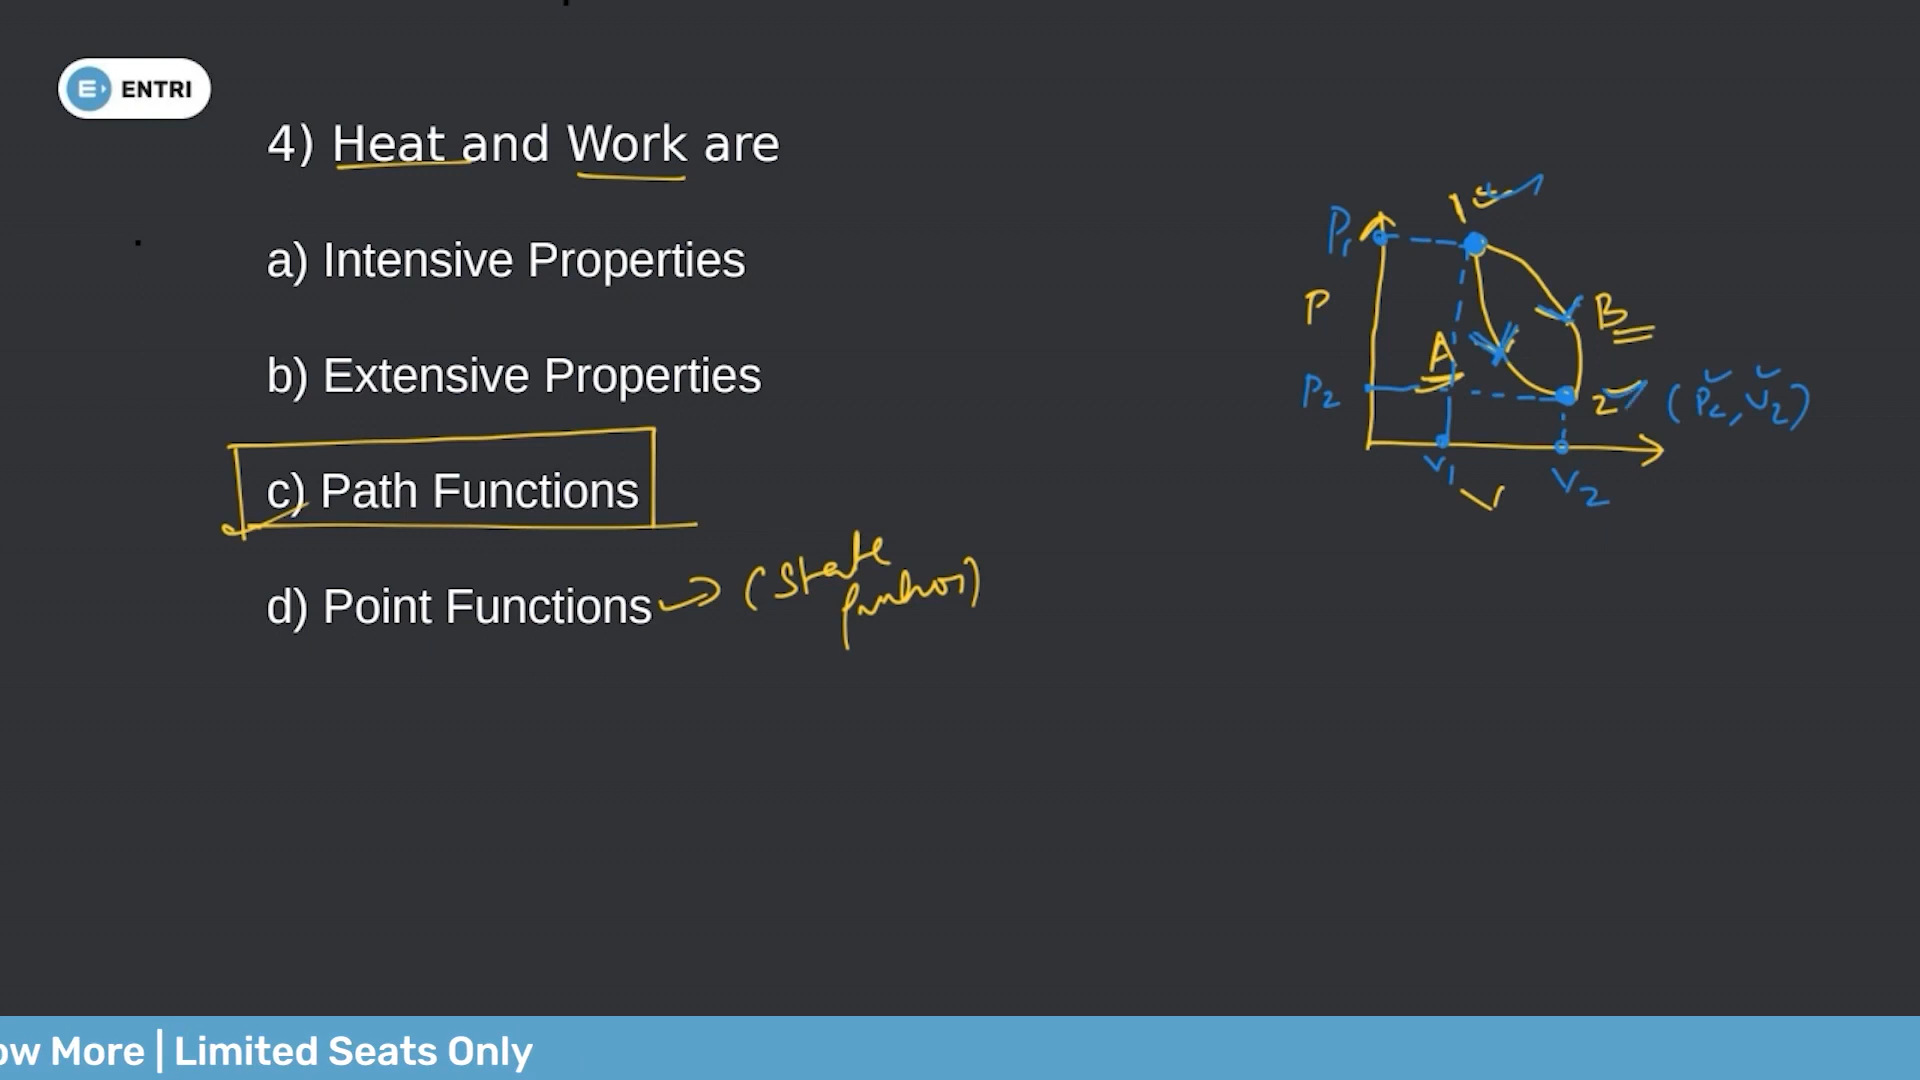 ENTRI
4) Heat and Work are
a) Intensive Properties
b) Extensive Properties
c) Path Functions
d) Point Functions → (State
P1
1
P
B
A
P2
2 (P2, V2)
V1
V2
V
ow More | Limited Seats Only